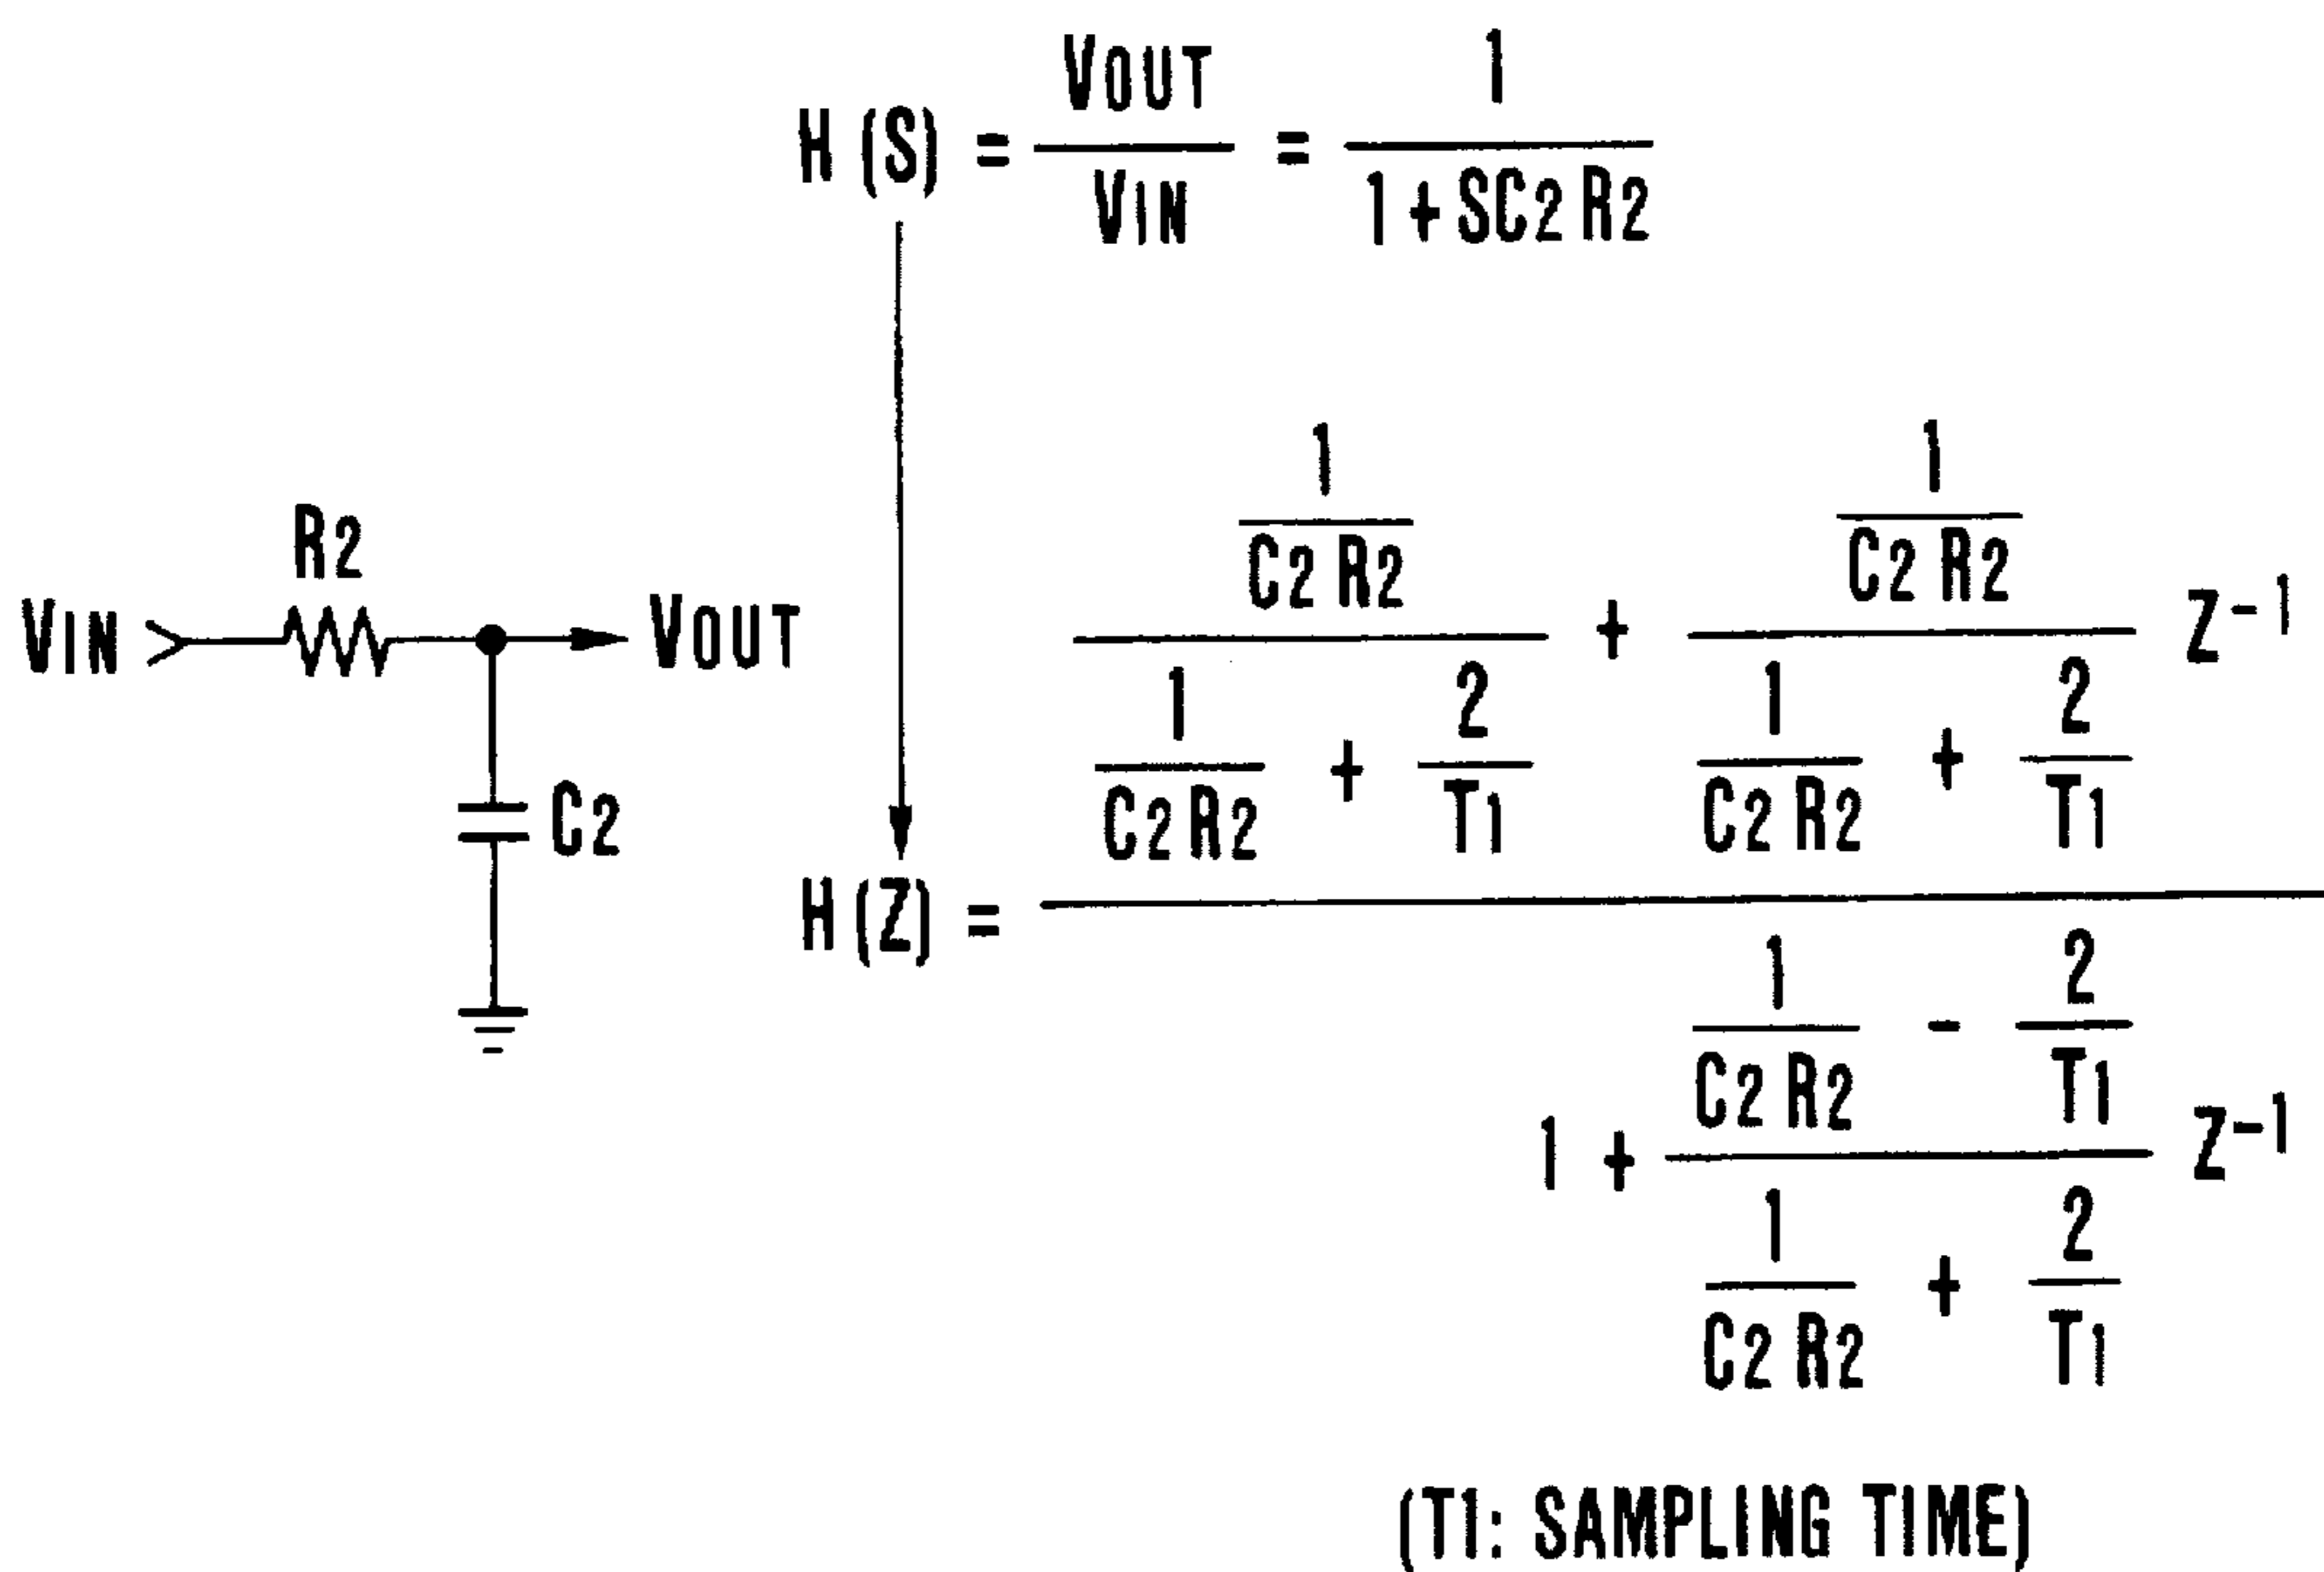 H(S) = VOUT / VIN = 1 / (1 + SC2 R2)
R2
VIN
VOUT
C2
H(Z) = ( (1 / C2 R2) / (1 / C2 R2 + 2 / T1) + (1 / C2 R2) / (1 / C2 R2 + 2 / T1) Z⁻¹ ) / ( 1 + (1 / C2 R2 - 2 / T1) / (1 / C2 R2 + 2 / T1) Z⁻¹ )
(T1: SAMPLING TIME)